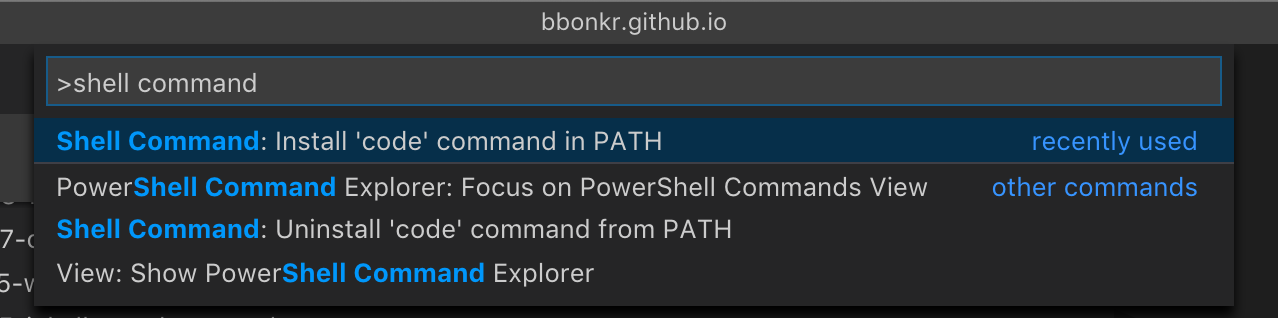 bbonkr.github.io
>shell command
Shell Command: Install 'code' command in PATH recently used
PowerShell Command Explorer: Focus on PowerShell Commands View other commands
Shell Command: Uninstall 'code' command from PATH
View: Show PowerShell Command Explorer